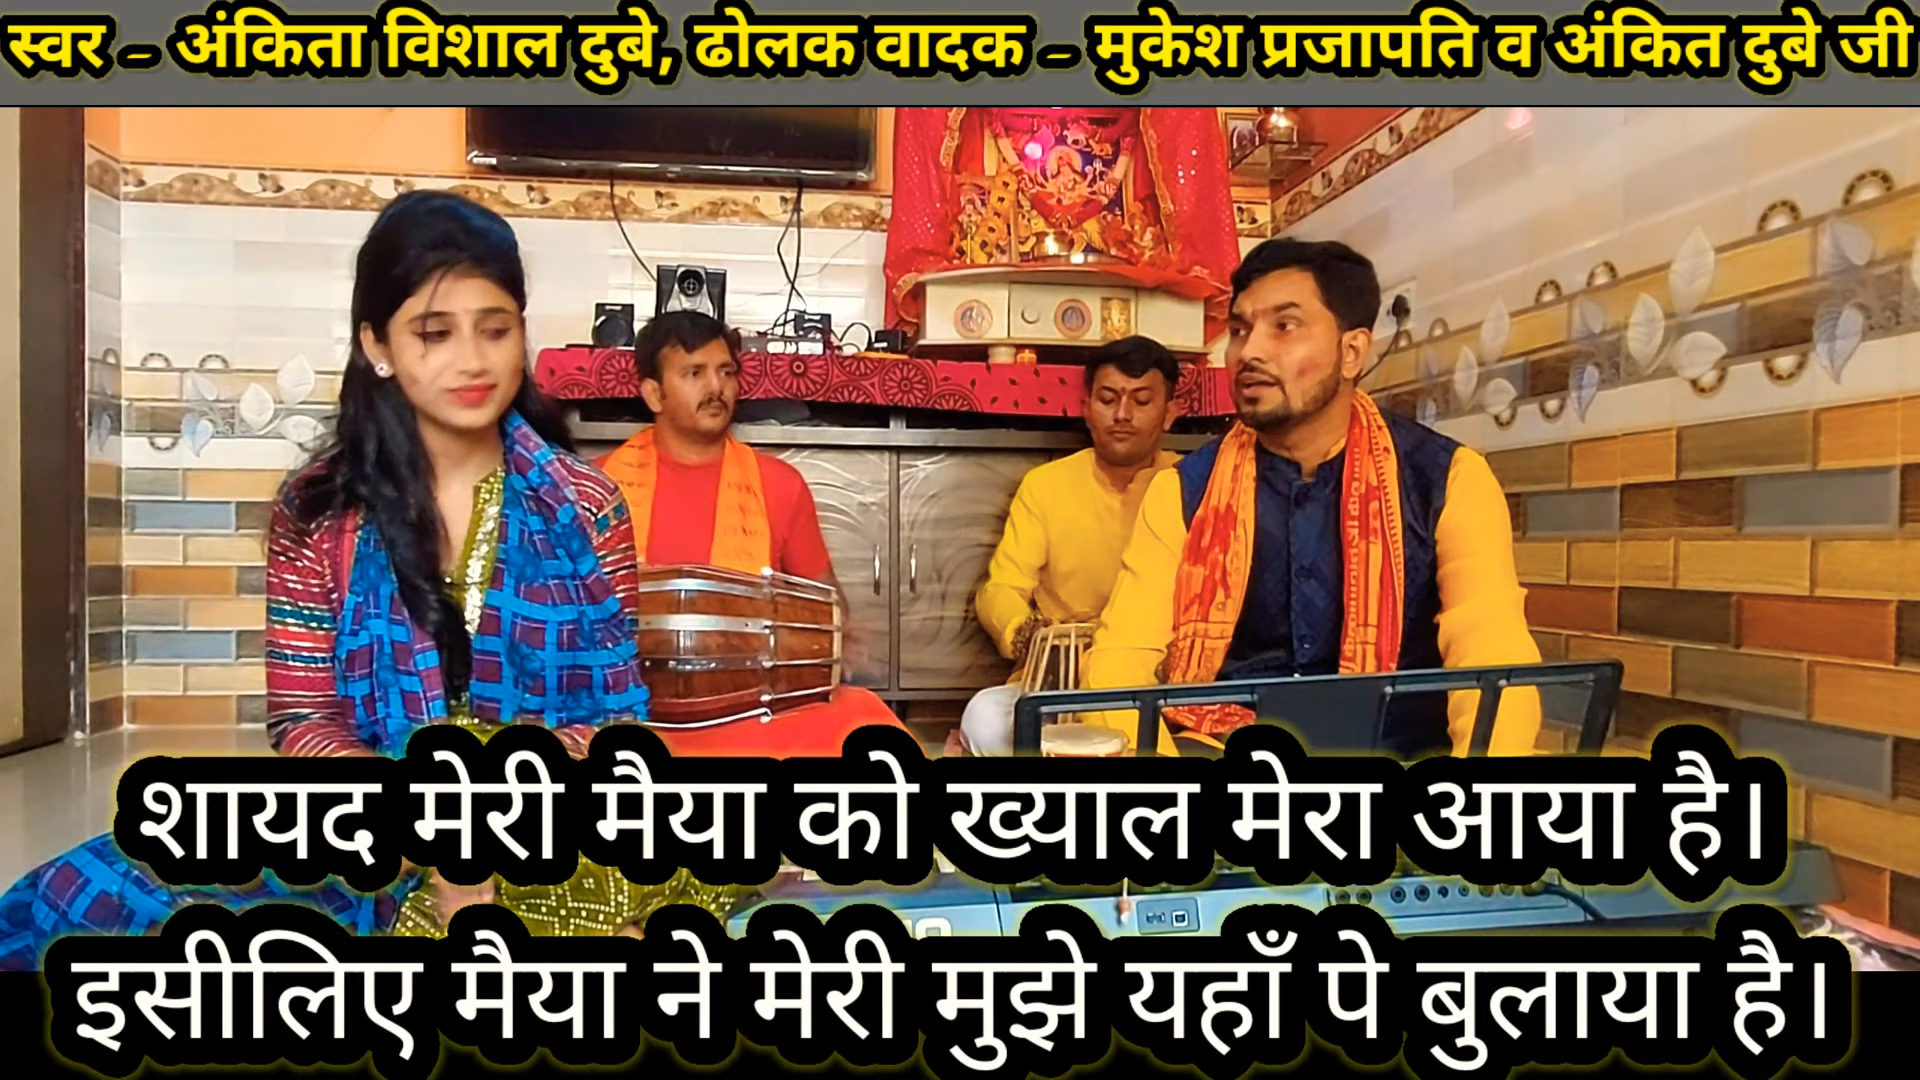 स्वर – अंकिता विशाल दुबे, ढोलक वादक – मुकेश प्रजापति व अंकित दुबे जी
शायद मेरी मैया को ख्याल मेरा आया है।
इसीलिए मैया ने मेरी मुझे यहाँ पे बुलाया है।